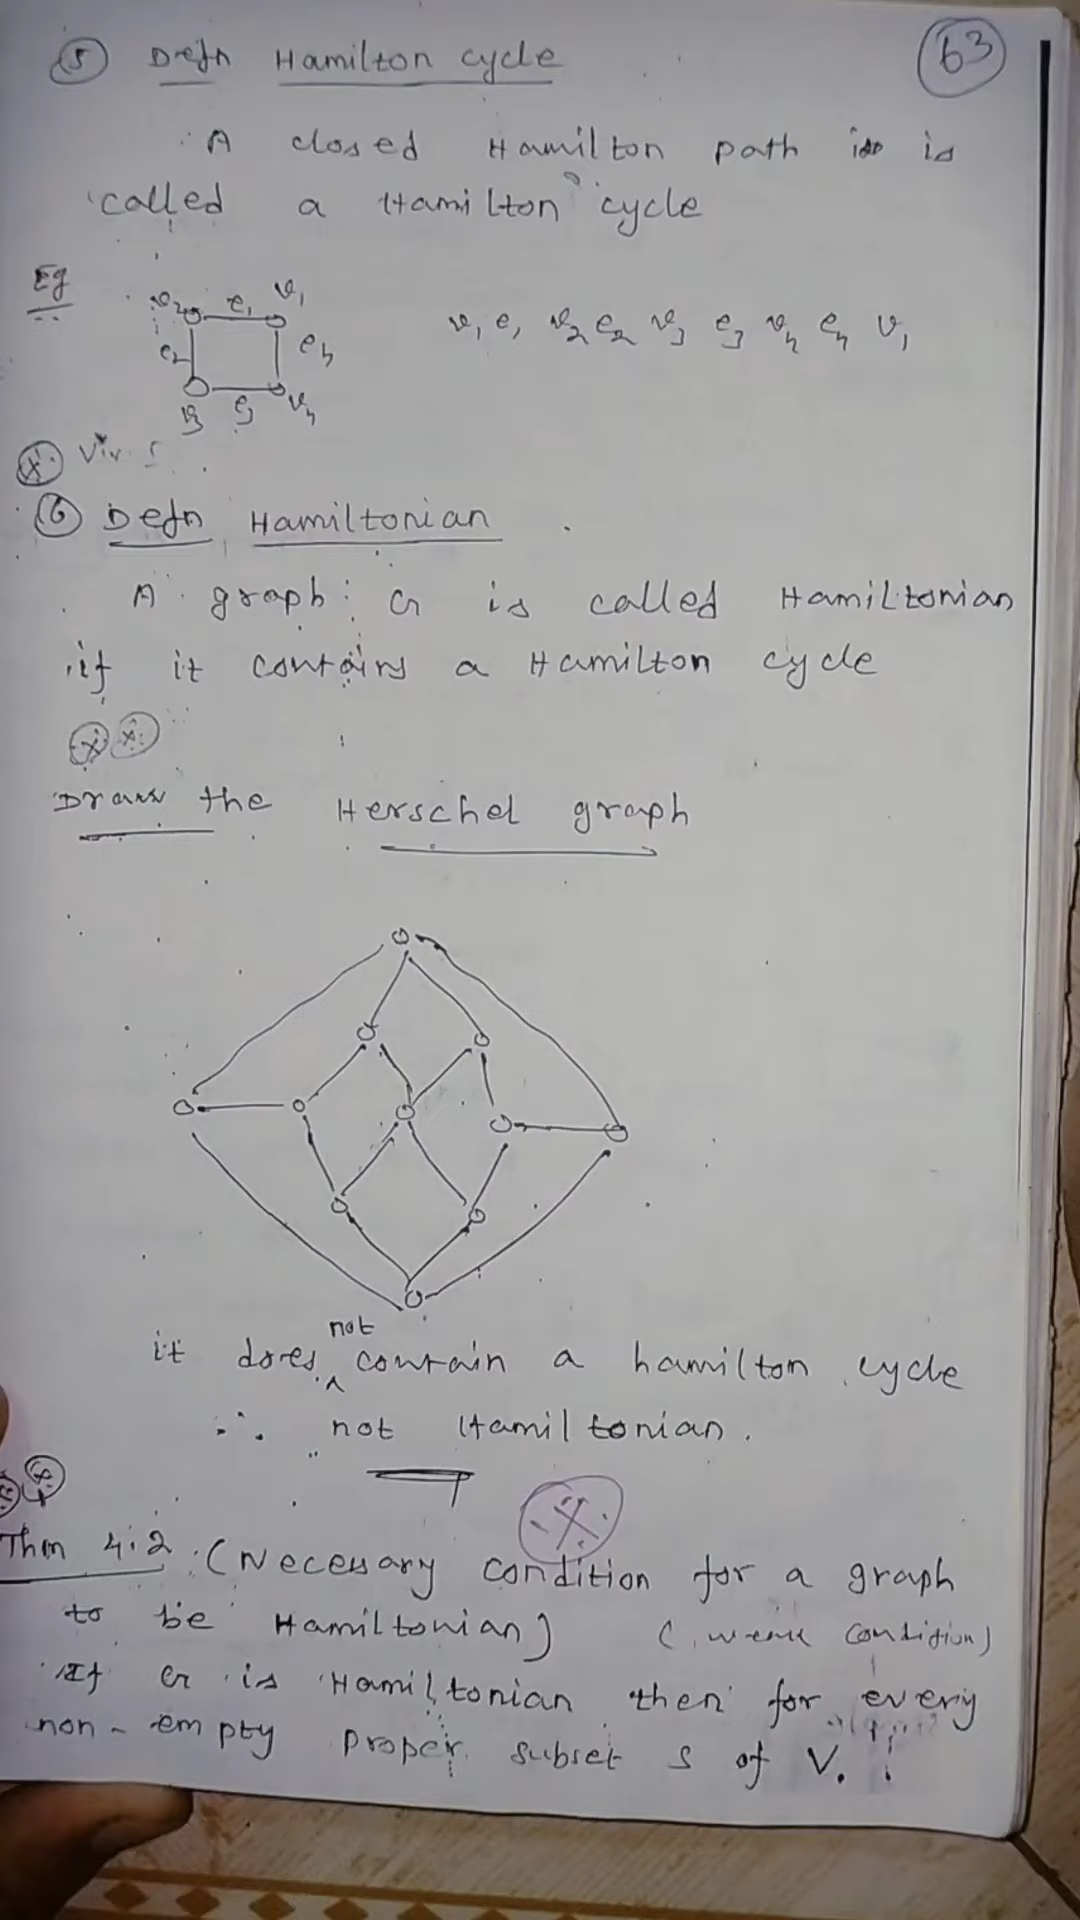 5 Defn Hamilton cycle
63
A closed Hamilton path is is
called a Hamilton cycle
Eg
v2 e1 v1
e2 e4
v3 e3 v4
v1 e1 v2 e2 v3 e3 v4 e4 v1
6 Defn Hamiltonian
A graph G is called Hamiltonian
if it contains a Hamilton cycle
Draw the Herschel graph
it does not contain a hamilton cycle
∴ not Hamiltonian.
Thm 4.2 (Necessary condition for a graph
to be Hamiltonian) (weak condition)
If G is Hamiltonian then for every
non-empty proper subset S of V.